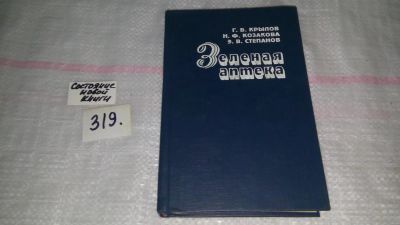 Г. В. КРЫЛОВ
Н. Ф. КОЗАКОВА
Э. В. СТЕПАНОВ
Зеленая
аптека
Состояние
новой
книги
319.